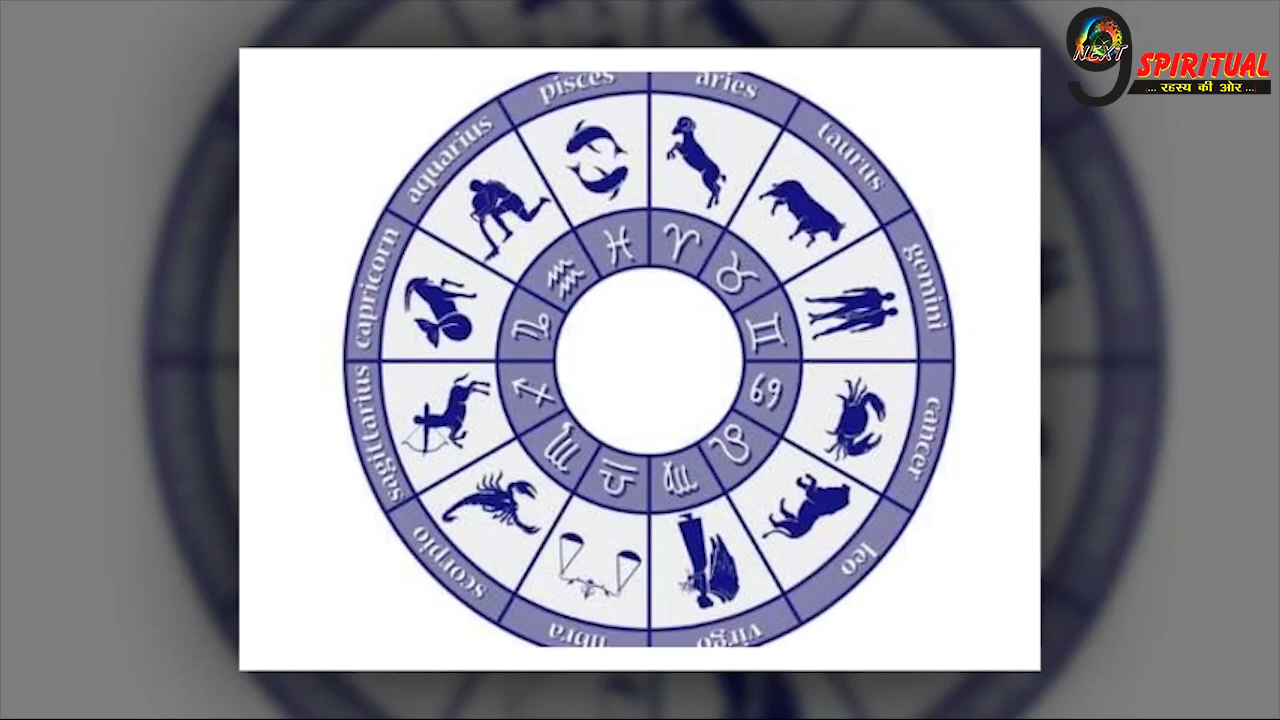 NEXT
9
SPIRITUAL
... रहस्य की ओर ...
pisces
aries
aquarius
taurus
capricorn
gemini
sagittarius
cancer
scorpio
leo
libra
virgo